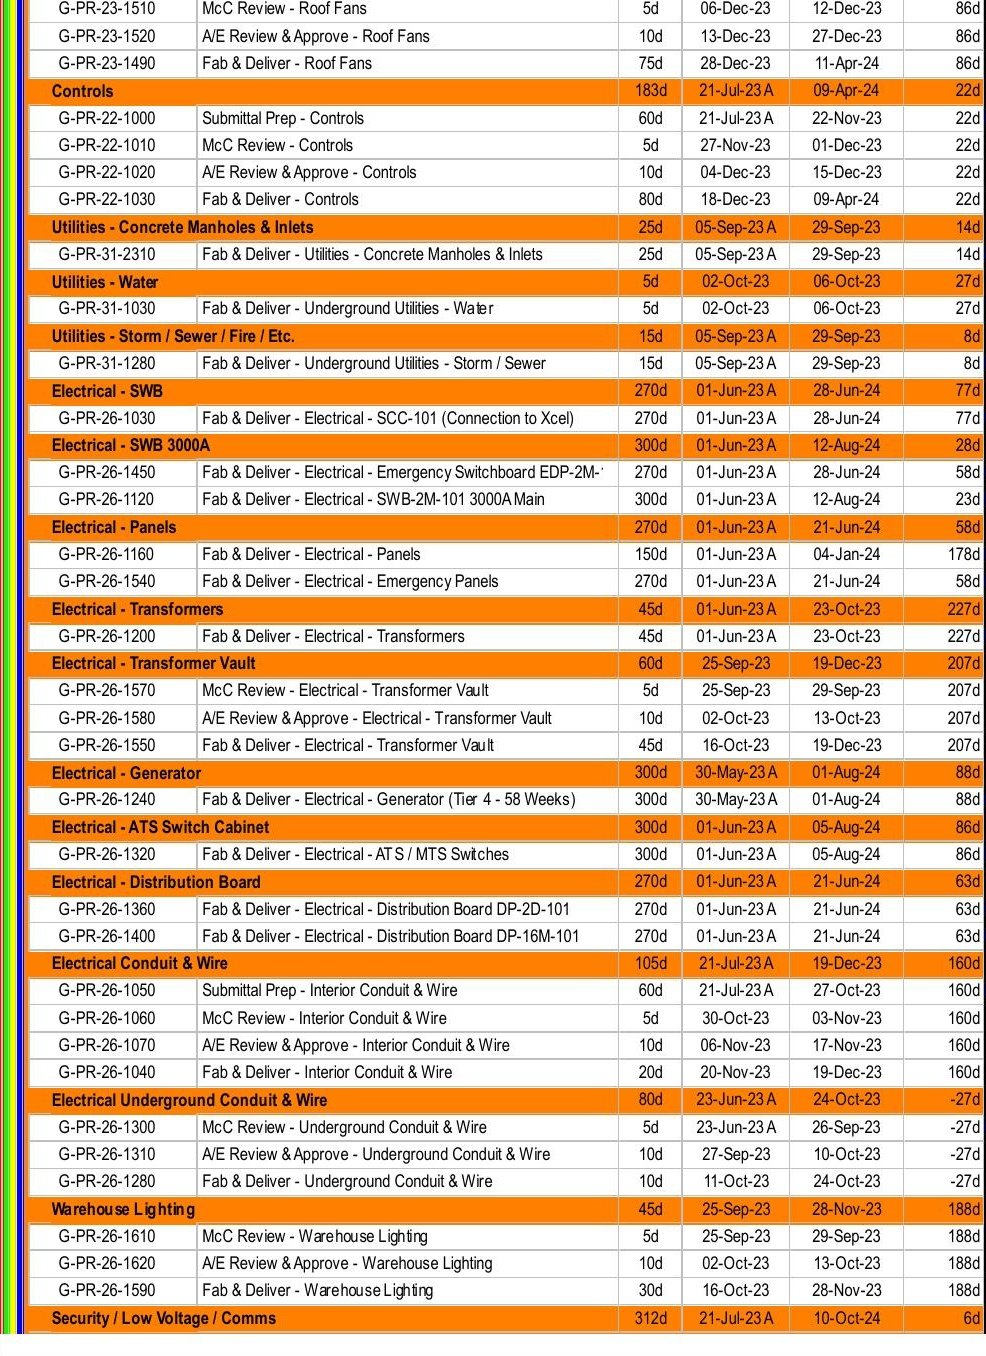 G-PR-23-1510 McC Review - Roof Fans 5d 06-Dec-23 12-Dec-23 86d
G-PR-23-1520 A/E Review & Approve - Roof Fans 10d 13-Dec-23 27-Dec-23 86d
G-PR-23-1490 Fab & Deliver - Roof Fans 75d 28-Dec-23 11-Apr-24 86d
Controls 183d 21-Jul-23 A 09-Apr-24 22d
G-PR-22-1000 Submittal Prep - Controls 60d 21-Jul-23 A 22-Nov-23 22d
G-PR-22-1010 McC Review - Controls 5d 27-Nov-23 01-Dec-23 22d
G-PR-22-1020 A/E Review & Approve - Controls 10d 04-Dec-23 15-Dec-23 22d
G-PR-22-1030 Fab & Deliver - Controls 80d 18-Dec-23 09-Apr-24 22d
Utilities - Concrete Manholes & Inlets 25d 05-Sep-23 A 29-Sep-23 14d
G-PR-31-2310 Fab & Deliver - Utilities - Concrete Manholes & Inlets 25d 05-Sep-23 A 29-Sep-23 14d
Utilities - Water 5d 02-Oct-23 06-Oct-23 27d
G-PR-31-1030 Fab & Deliver - Underground Utilities - Water 5d 02-Oct-23 06-Oct-23 27d
Utilities - Storm / Sewer / Fire / Etc. 15d 05-Sep-23 A 29-Sep-23 8d
G-PR-31-1280 Fab & Deliver - Underground Utilities - Storm / Sewer 15d 05-Sep-23 A 29-Sep-23 8d
Electrical - SWB 270d 01-Jun-23 A 28-Jun-24 77d
G-PR-26-1030 Fab & Deliver - Electrical - SCC-101 (Connection to Xcel) 270d 01-Jun-23 A 28-Jun-24 77d
Electrical - SWB 3000A 300d 01-Jun-23 A 12-Aug-24 28d
G-PR-26-1450 Fab & Deliver - Electrical - Emergency Switchboard EDP-2M- 270d 01-Jun-23 A 28-Jun-24 58d
G-PR-26-1120 Fab & Deliver - Electrical - SWB-2M-101 3000A Main 300d 01-Jun-23 A 12-Aug-24 23d
Electrical - Panels 270d 01-Jun-23 A 21-Jun-24 58d
G-PR-26-1160 Fab & Deliver - Electrical - Panels 150d 01-Jun-23 A 04-Jan-24 178d
G-PR-26-1540 Fab & Deliver - Electrical - Emergency Panels 270d 01-Jun-23 A 21-Jun-24 58d
Electrical - Transformers 45d 01-Jun-23 A 23-Oct-23 227d
G-PR-26-1200 Fab & Deliver - Electrical - Transformers 45d 01-Jun-23 A 23-Oct-23 227d
Electrical - Transformer Vault 60d 25-Sep-23 19-Dec-23 207d
G-PR-26-1570 McC Review - Electrical - Transformer Vault 5d 25-Sep-23 29-Sep-23 207d
G-PR-26-1580 A/E Review & Approve - Electrical - Transformer Vault 10d 02-Oct-23 13-Oct-23 207d
G-PR-26-1550 Fab & Deliver - Electrical - Transformer Vault 45d 16-Oct-23 19-Dec-23 207d
Electrical - Generator 300d 30-May-23 A 01-Aug-24 88d
G-PR-26-1240 Fab & Deliver - Electrical - Generator (Tier 4 - 58 Weeks) 300d 30-May-23 A 01-Aug-24 88d
Electrical - ATS Switch Cabinet 300d 01-Jun-23 A 05-Aug-24 86d
G-PR-26-1320 Fab & Deliver - Electrical - ATS / MTS Switches 300d 01-Jun-23 A 05-Aug-24 86d
Electrical - Distribution Board 270d 01-Jun-23 A 21-Jun-24 63d
G-PR-26-1360 Fab & Deliver - Electrical - Distribution Board DP-2D-101 270d 01-Jun-23 A 21-Jun-24 63d
G-PR-26-1400 Fab & Deliver - Electrical - Distribution Board DP-16M-101 270d 01-Jun-23 A 21-Jun-24 63d
Electrical Conduit & Wire 105d 21-Jul-23 A 19-Dec-23 160d
G-PR-26-1050 Submittal Prep - Interior Conduit & Wire 60d 21-Jul-23 A 27-Oct-23 160d
G-PR-26-1060 McC Review - Interior Conduit & Wire 5d 30-Oct-23 03-Nov-23 160d
G-PR-26-1070 A/E Review & Approve - Interior Conduit & Wire 10d 06-Nov-23 17-Nov-23 160d
G-PR-26-1040 Fab & Deliver - Interior Conduit & Wire 20d 20-Nov-23 19-Dec-23 160d
Electrical Underground Conduit & Wire 80d 23-Jun-23 A 24-Oct-23 -27d
G-PR-26-1300 McC Review - Underground Conduit & Wire 5d 23-Jun-23 A 26-Sep-23 -27d
G-PR-26-1310 A/E Review & Approve - Underground Conduit & Wire 10d 27-Sep-23 10-Oct-23 -27d
G-PR-26-1280 Fab & Deliver - Underground Conduit & Wire 10d 11-Oct-23 24-Oct-23 -27d
Warehouse Lighting 45d 25-Sep-23 28-Nov-23 188d
G-PR-26-1610 McC Review - Warehouse Lighting 5d 25-Sep-23 29-Sep-23 188d
G-PR-26-1620 A/E Review & Approve - Warehouse Lighting 10d 02-Oct-23 13-Oct-23 188d
G-PR-26-1590 Fab & Deliver - Warehouse Lighting 30d 16-Oct-23 28-Nov-23 188d
Security / Low Voltage / Comms 312d 21-Jul-23 A 10-Oct-24 6d